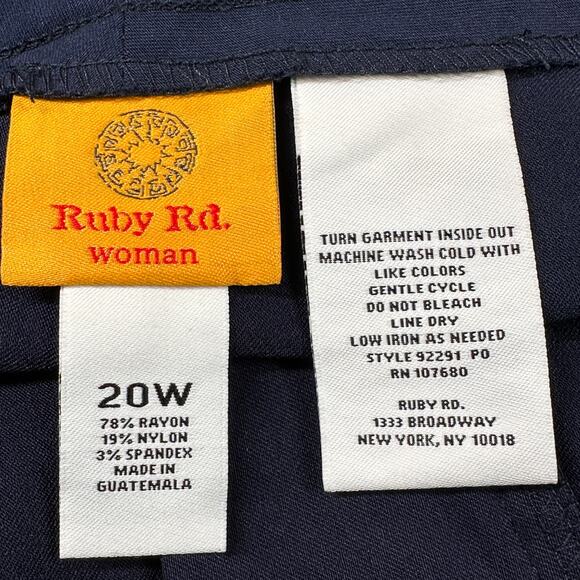 Ruby Rd.
woman
20W
78% RAYON
19% NYLON
3% SPANDEX
MADE IN
GUATEMALA
TURN GARMENT INSIDE OUT
MACHINE WASH COLD WITH
LIKE COLORS
GENTLE CYCLE
DO NOT BLEACH
LINE DRY
LOW IRON AS NEEDED
STYLE 92291 PO
RN 107680
RUBY RD.
1333 BROADWAY
NEW YORK, NY 10018